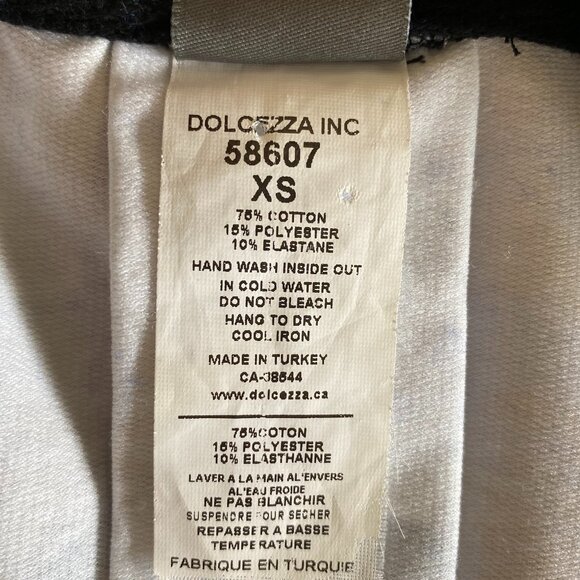 DOLCEZZA INC
58607
XS
75% COTTON
15% POLYESTER
10% ELASTANE
HAND WASH INSIDE OUT
IN COLD WATER
DO NOT BLEACH
HANG TO DRY
COOL IRON
MADE IN TURKEY
CA-38544
www.dolcezza.ca
75%COTON
15% POLYESTER
10% ELASTHANNE
LAVER A LA MAIN AL'ENVERS
AL'EAU FROIDE
NE PAS BLANCHIR
SUSPENDRE POUR SECHER
REPASSER A BASSE
TEMPERATURE
FABRIQUE EN TURQUIE